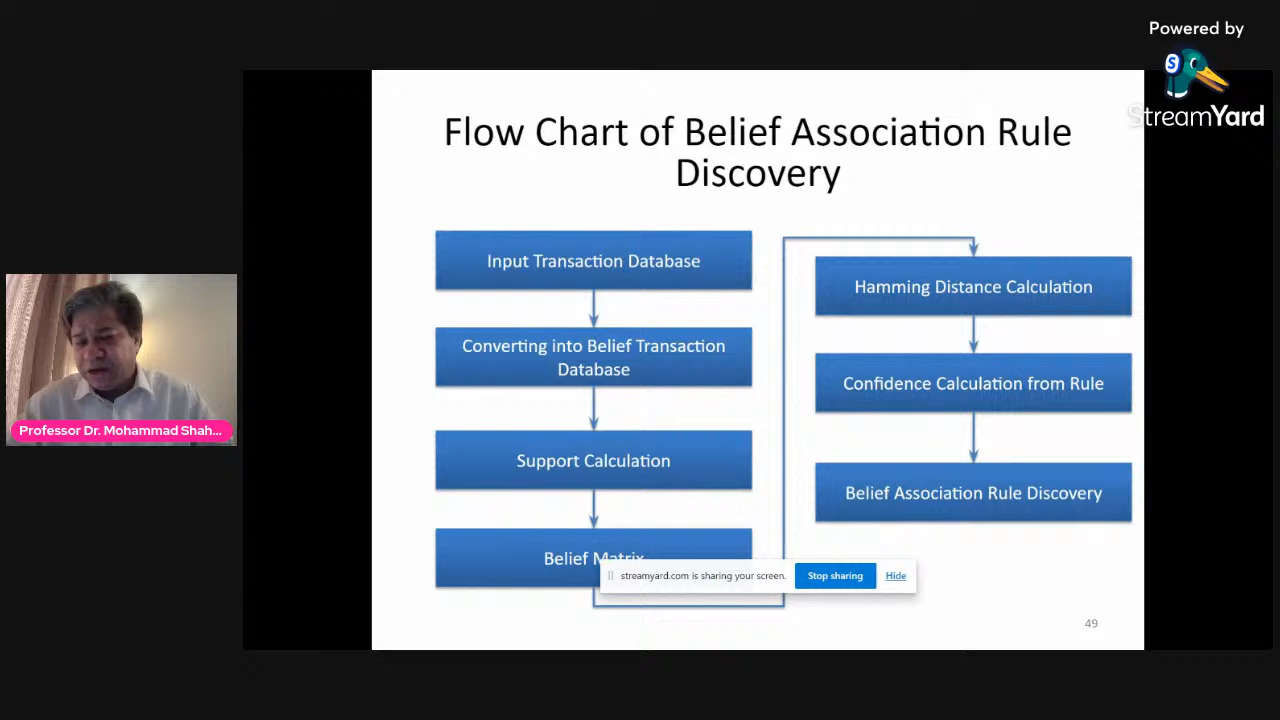 Powered by
StreamYard
Flow Chart of Belief Association Rule
Discovery
Input Transaction Database
Converting into Belief Transaction
Database
Support Calculation
Belief Matrix
Hamming Distance Calculation
Confidence Calculation from Rule
Belief Association Rule Discovery
streamyard.com is sharing your screen.
Stop sharing
Hide
49
Professor Dr. Mohammad Shah...